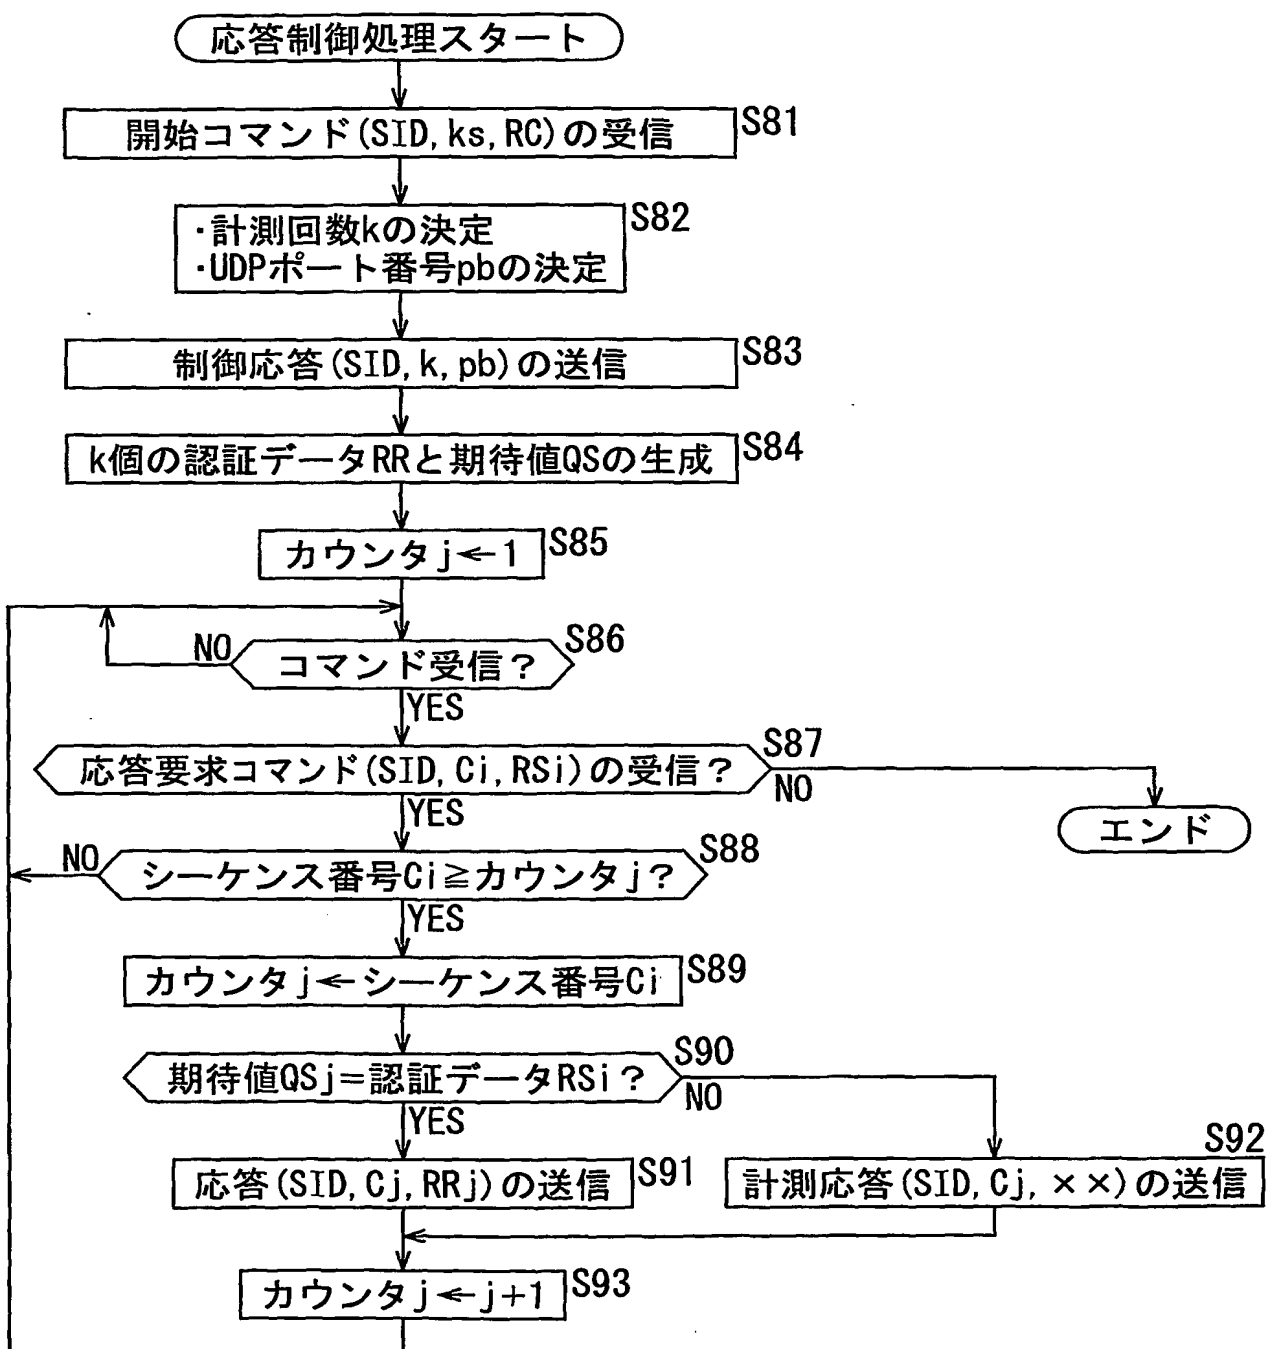 応答制御処理スタート
開始コマンド(SID,ks,RC)の受信
S81
・計測回数kの決定
・UDPポート番号pbの決定
S82
制御応答(SID,k,pb)の送信
S83
k個の認証データRRと期待値QSの生成
S84
カウンタj←1
S85
コマンド受信?
S86
NO
YES
応答要求コマンド(SID,Ci,RSi)の受信?
S87
NO
YES
エンド
シーケンス番号Ci≧カウンタj?
S88
NO
YES
カウンタj←シーケンス番号Ci
S89
期待値QSj=認証データRSi?
S90
NO
YES
応答(SID,Cj,RRj)の送信
S91
計測応答(SID,Cj,××)の送信
S92
カウンタj←j+1
S93